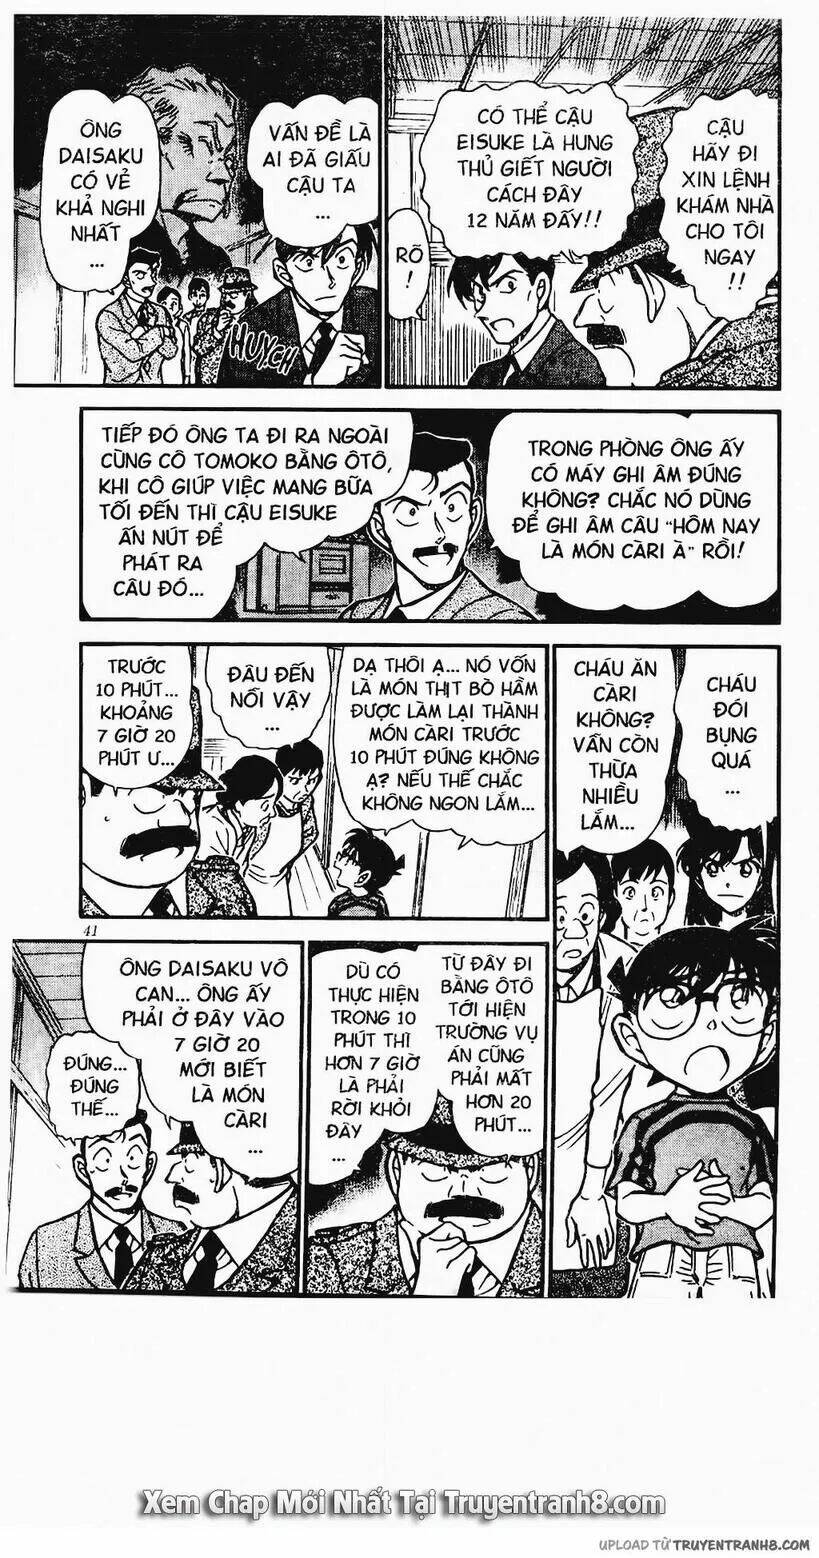 CẬU
HÃY ĐI
XIN LỆNH
KHÁM NHÀ
CHO TÔI
NGAY
!!
CÓ THỂ CẬU
EISUKE LÀ HUNG
THỦ GIẾT NGƯỜI
CÁCH ĐÂY
12 NĂM ĐẤY!!
RÕ
!
VẤN ĐỀ LÀ
AI ĐÃ GIẤU
CẬU TA
...
ÔNG
DAISAKU
CÓ VẺ
KHẢ NGHI
NHẤT
...
HUỴCH
TRONG PHÒNG ÔNG ẤY
CÓ MÁY GHI ÂM ĐÚNG
KHÔNG? CHẮC NÓ DÙNG
ĐỂ GHI ÂM CÂU "HÔM NAY
LÀ MÓN CÀRI À" RỒI!
TIẾP ĐÓ ÔNG TA ĐI RA NGOÀI
CÙNG CÔ TOMOKO BẰNG ÔTÔ,
KHI CÔ GIÚP VIỆC MANG BỮA
TỐI ĐẾN THÌ CẬU EISUKE
ẤN NÚT ĐỂ
PHÁT RA
CÂU ĐÓ...
CHÁU
ĐÓI
BỤNG
QUÁ
...
CHÁU ĂN
CÀRI
KHÔNG?
VẪN CÒN
THỪA
NHIỀU
LẮM...
DẠ THÔI Ạ... NÓ VỐN
LÀ MÓN THỊT BÒ HẦM
ĐƯỢC LÀM LẠI THÀNH
MÓN CÀRI TRƯỚC
10 PHÚT ĐÚNG KHÔNG
Ạ? NẾU THẾ CHẮC
KHÔNG NGON LẮM...
ĐÂU ĐẾN
NỖI VẬY
...
TRƯỚC
10 PHÚT...
KHOẢNG
7 GIỜ 20
PHÚT Ư...
41
TỪ ĐÂY ĐI
BẰNG ÔTÔ
TỚI HIỆN
TRƯỜNG VỤ
ÁN CŨNG
PHẢI MẤT
HƠN 20
PHÚT...
DÙ CÓ
THỰC HIỆN
TRONG 10
PHÚT THÌ
HƠN 7 GIỜ
LÀ PHẢI
RỜI KHỎI
ĐÂY
...
ÔNG DAISAKU VÔ
CAN... ÔNG ẤY
PHẢI Ở ĐÂY VÀO
7 GIỜ 20
MỚI BIẾT
LÀ MÓN
CÀRI
...
ĐÚNG...
ĐÚNG
THẾ...
Xem Chap Mới Nhất Tại Truyentranh8.com
UPLOAD TỪ TRUYENTRANH8.COM